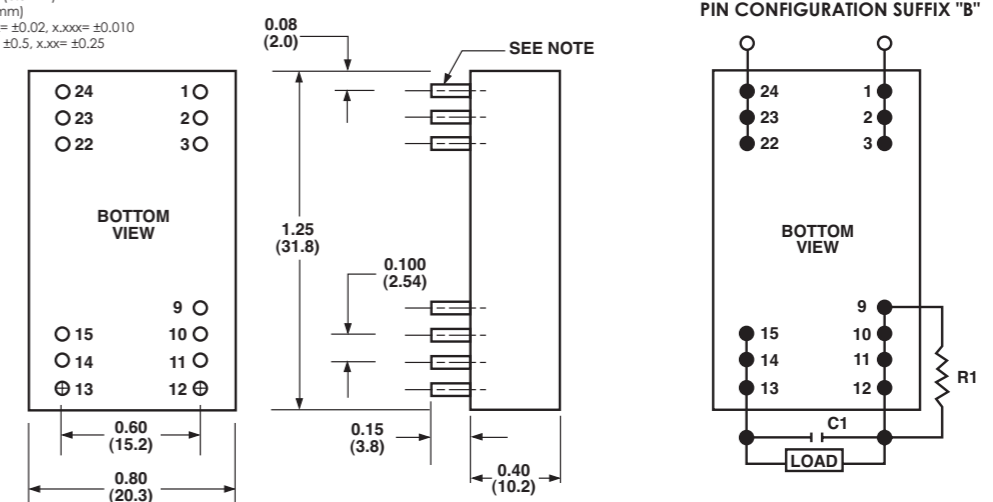 mm)
= ±0.02, x.xxx= ±0.010
±0.5, x.xx= ±0.25
0.08
(2.0)
SEE NOTE
24 1
23 2
22 3
BOTTOM
VIEW
9
15 10
14 11
13 12
0.60
(15.2)
0.80
(20.3)
1.25
(31.8)
0.100
(2.54)
0.15
(3.8)
0.40
(10.2)
PIN CONFIGURATION SUFFIX "B"
24 1
23 2
22 3
BOTTOM
VIEW
9
15 10
14 11
13 12
R1
C1
LOAD